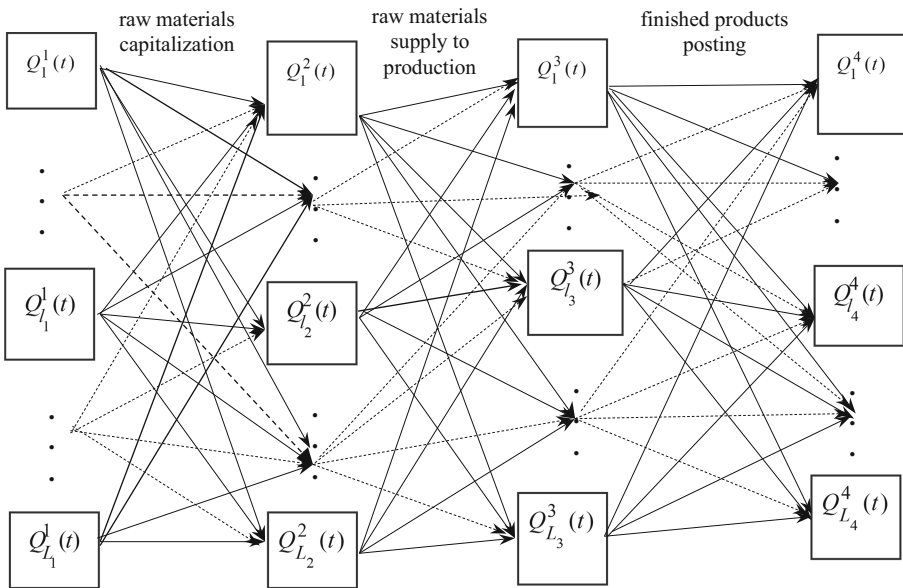 raw materials
capitalization
raw materials
supply to
production
finished products
posting
Q_1^1(t)
Q_1^2(t)
Q_1^3(t)
Q_1^4(t)
Q_{l_1}^1(t)
Q_{l_2}^2(t)
Q_{l_3}^3(t)
Q_{l_4}^4(t)
Q_{L_1}^1(t)
Q_{L_2}^2(t)
Q_{L_3}^3(t)
Q_{L_4}^4(t)